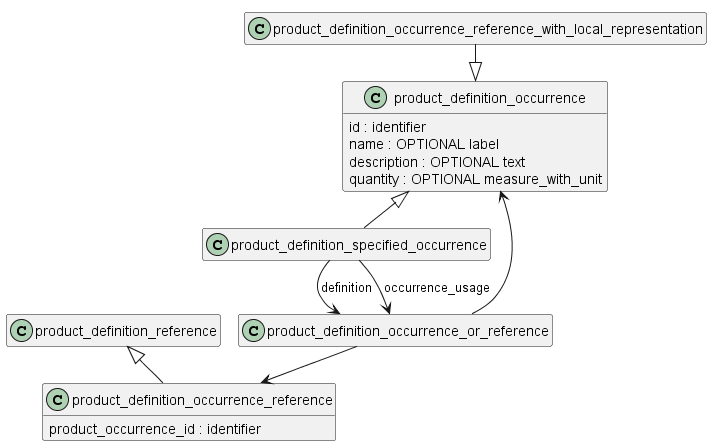 C product_definition_occurrence_reference_with_local_representation
C product_definition_occurrence
id : identifier
name : OPTIONAL label
description : OPTIONAL text
quantity : OPTIONAL measure_with_unit
C product_definition_specified_occurrence
definition
occurrence_usage
C product_definition_reference
C product_definition_occurrence_or_reference
C product_definition_occurrence_reference
product_occurrence_id : identifier